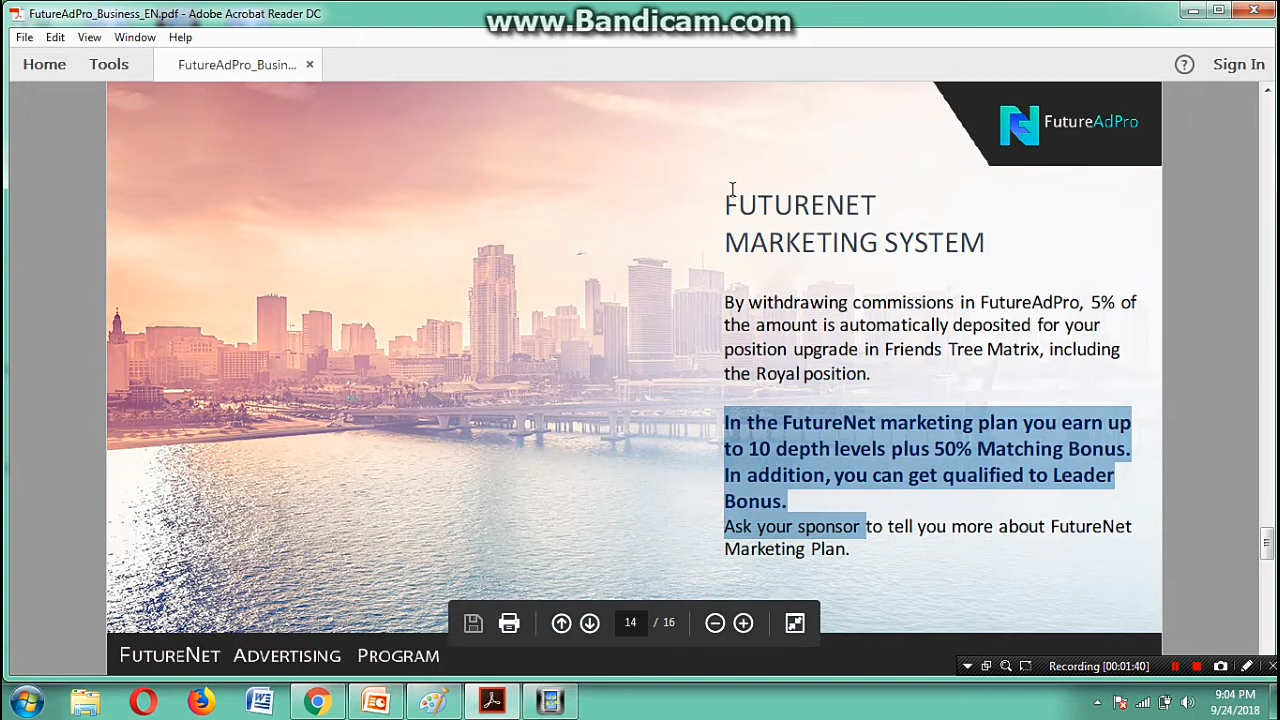 FutureAdPro_Business_EN.pdf - Adobe Acrobat Reader DC
www.Bandicam.com
File Edit View Window Help
Home Tools FutureAdPro_Busin... × ? Sign In
FutureAdPro
FUTURENET
MARKETING SYSTEM
By withdrawing commissions in FutureAdPro, 5% of
the amount is automatically deposited for your
position upgrade in Friends Tree Matrix, including
the Royal position.
In the FutureNet marketing plan you earn up
to 10 depth levels plus 50% Matching Bonus.
In addition, you can get qualified to Leader
Bonus.
Ask your sponsor to tell you more about FutureNet
Marketing Plan.
14 / 16
FUTURENET ADVERTISING PROGRAM
Recording [00:01:40]
9:04 PM
9/24/2018